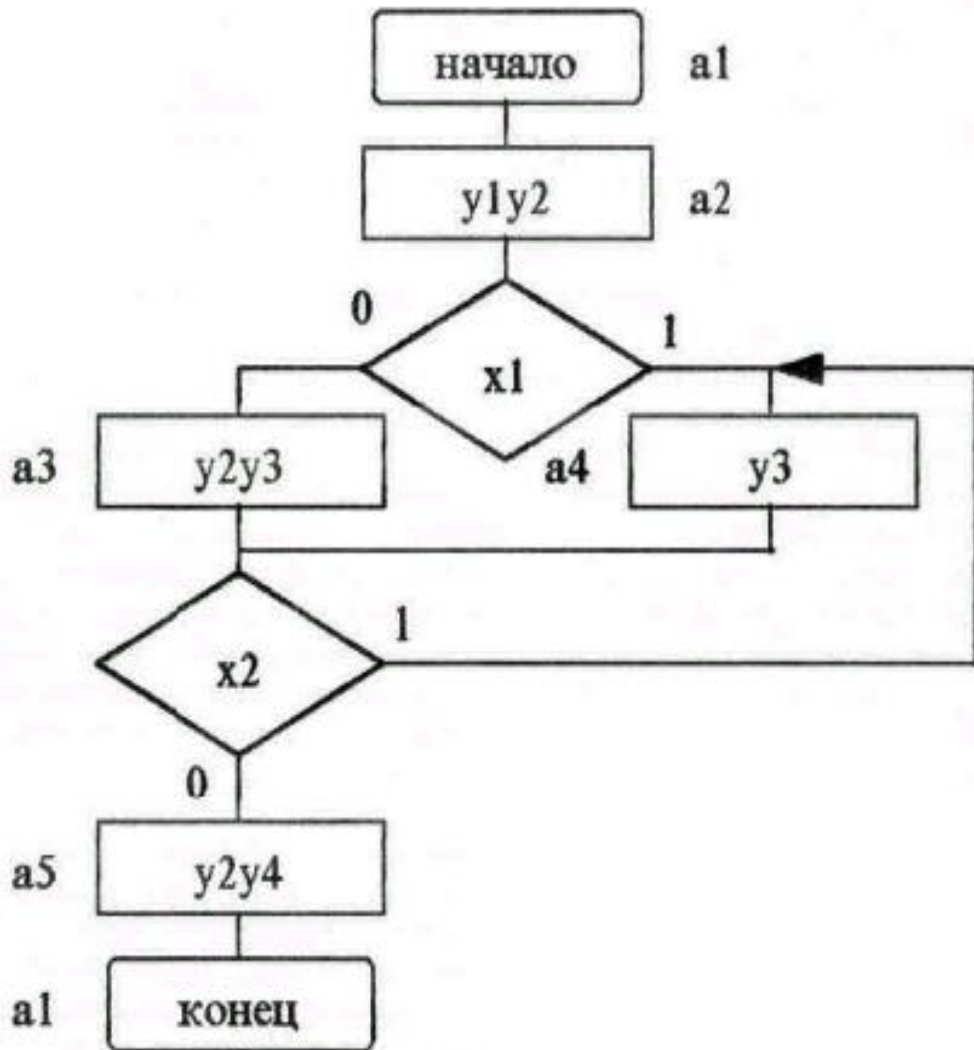 начало a1
y1y2 a2
0 1
x1
a3 y2y3 a4 y3
1
x2
0
a5 y2y4
a1 конец